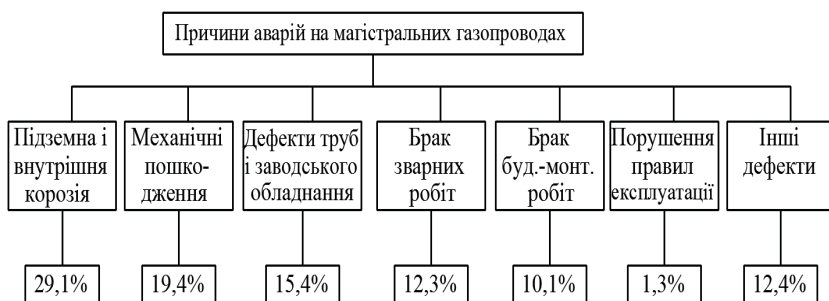 Причини аварій на магістральних газопроводах
Підземна і
внутрішня
корозія
Механічні
пошко-
дження
Дефекти труб
і заводського
обладнання
Брак
зварних
робіт
Брак
буд.-монт.
робіт
Порушення
правил
експлуатації
Інші
дефекти
29,1%
19,4%
15,4%
12,3%
10,1%
1,3%
12,4%